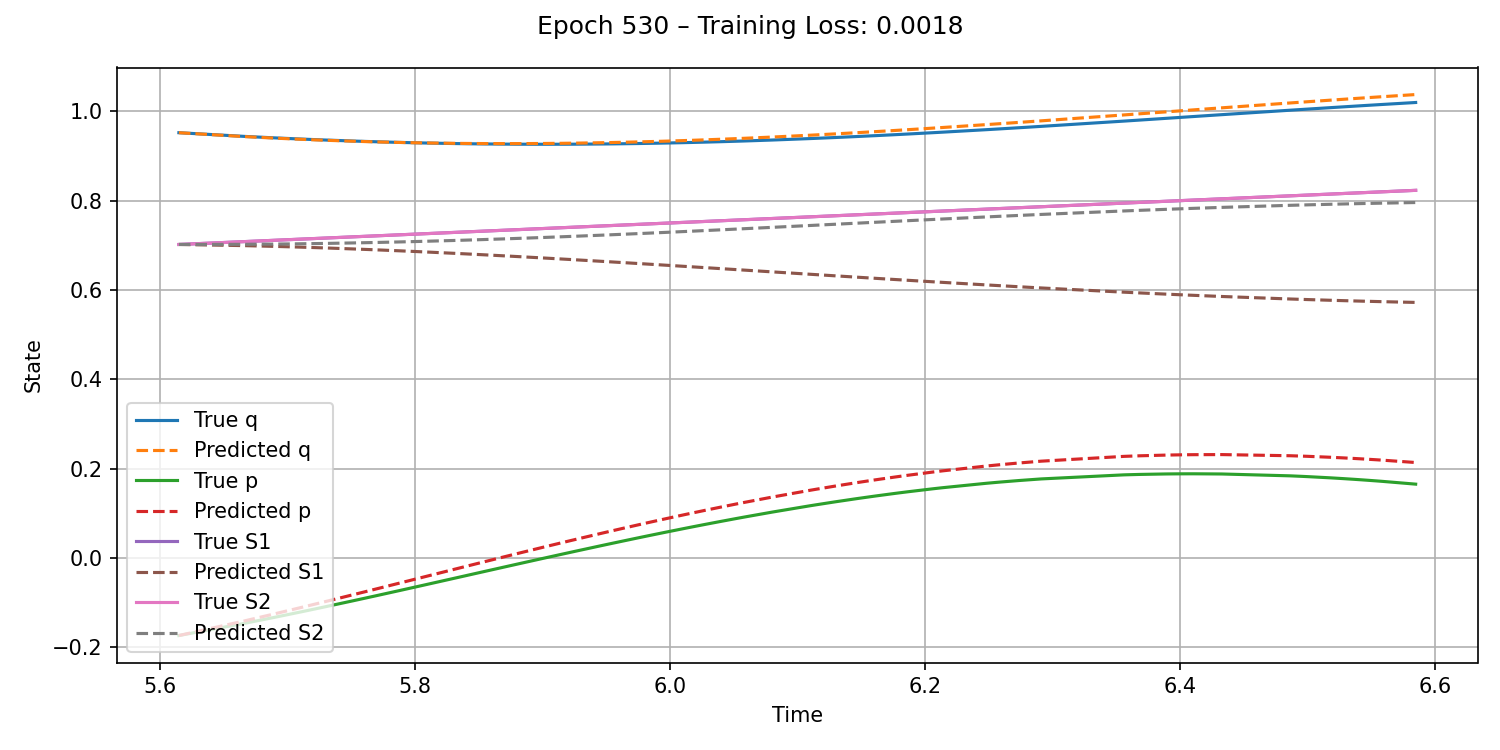 Epoch 530 – Training Loss: 0.0018
1.0
0.8
0.6
0.4
0.2
0.0
−0.2
State
True q
Predicted q
True p
Predicted p
True S1
Predicted S1
True S2
Predicted S2
5.6 5.8 6.0 6.2 6.4 6.6
Time